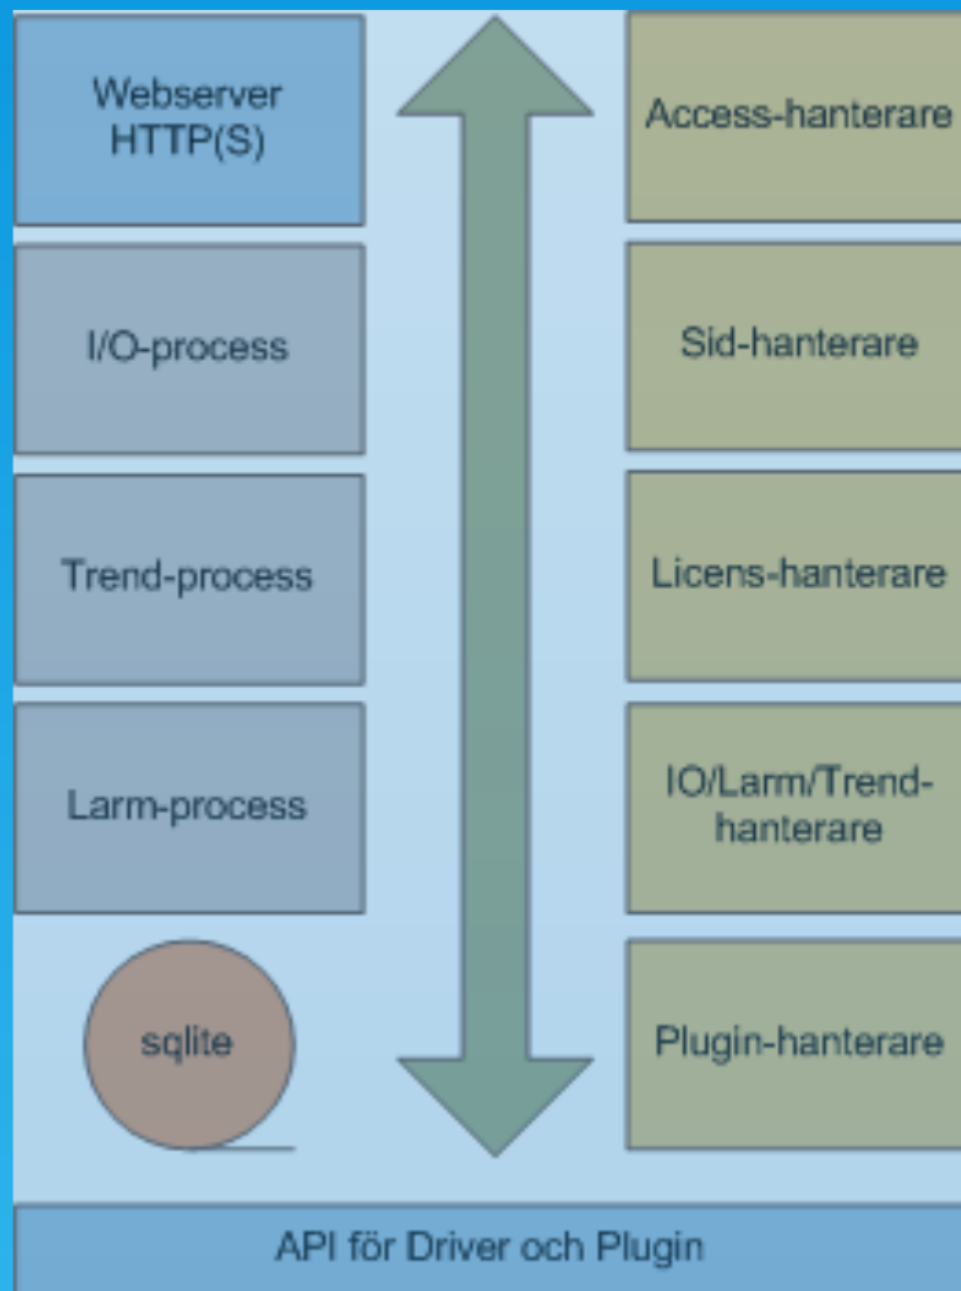 Webserver
HTTP(S)
I/O-process
Trend-process
Larm-process
sqlite
Access-hanterare
Sid-hanterare
Licens-hanterare
IO/Larm/Trend-
hanterare
Plugin-hanterare
API för Driver och Plugin